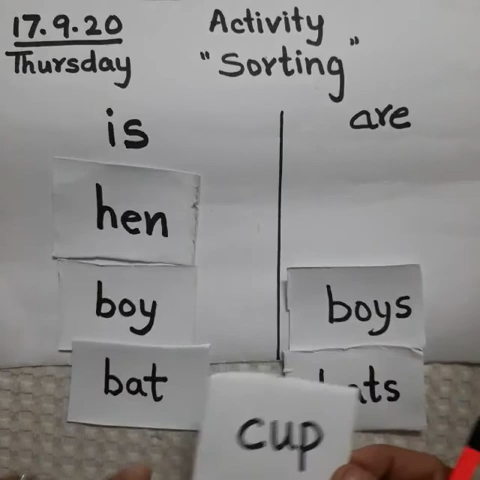 17.9.20
Thursday
Activity
"Sorting"
is
are
hen
boy
boys
bat
cup